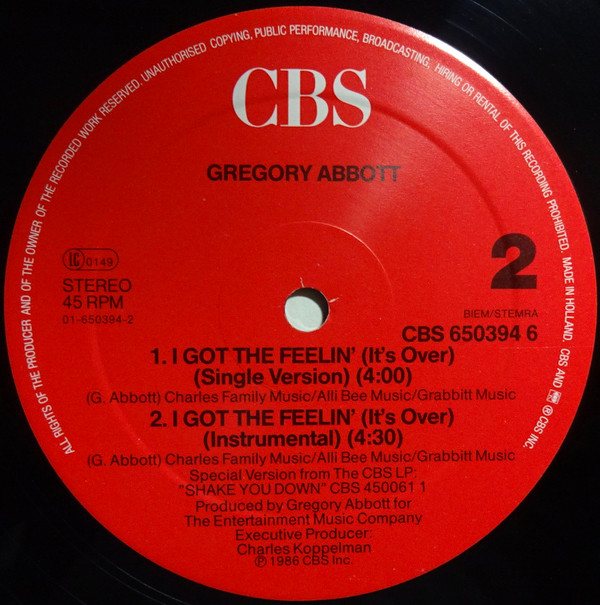 ALL RIGHTS OF THE PRODUCER AND OF THE OWNER OF THE RECORDED WORK RESERVED. UNAUTHORISED COPYING, PUBLIC PERFORMANCE, BROADCASTING, HIRING OR RENTAL OF THIS RECORDING PROHIBITED. MADE IN HOLLAND. CBS AND ® CBS INC.
CBS
GREGORY ABBOTT
LC 0149
STEREO
45 RPM
01-650394-2
2
BIEM/STEMRA
CBS 650394 6
1. I GOT THE FEELIN' (It's Over)
(Single Version) (4:00)
(G. Abbott) Charles Family Music/Alli Bee Music/Grabbitt Music
2. I GOT THE FEELIN' (It's Over)
(Instrumental) (4:30)
(G. Abbott) Charles Family Music/Alli Bee Music/Grabbitt Music
Special Version from The CBS LP:
"SHAKE YOU DOWN" CBS 450061 1
Produced by Gregory Abbott for
The Entertainment Music Company
Executive Producer:
Charles Koppelman
℗ 1986 CBS Inc.